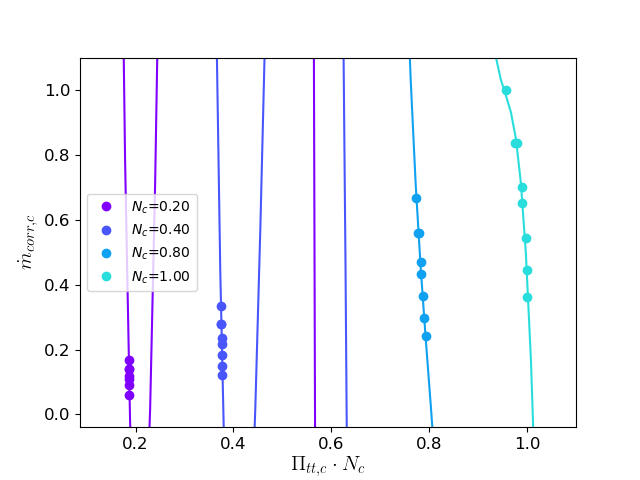 1.0
0.8
0.6
0.4
0.2
0.0
$\dot{m}_{corr,c}$
$N_c$=0.20
$N_c$=0.40
$N_c$=0.80
$N_c$=1.00
0.2 0.4 0.6 0.8 1.0
$\Pi_{tt,c} \cdot N_c$